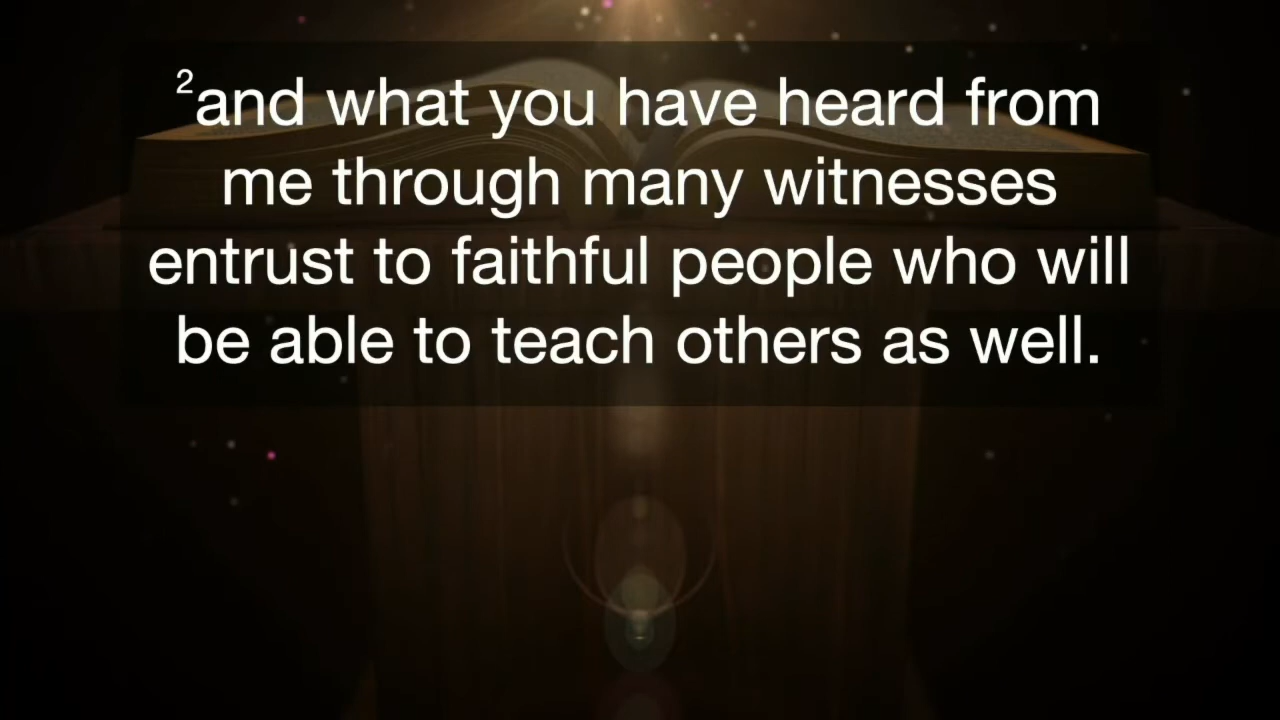 ²and what you have heard from
me through many witnesses
entrust to faithful people who will
be able to teach others as well.